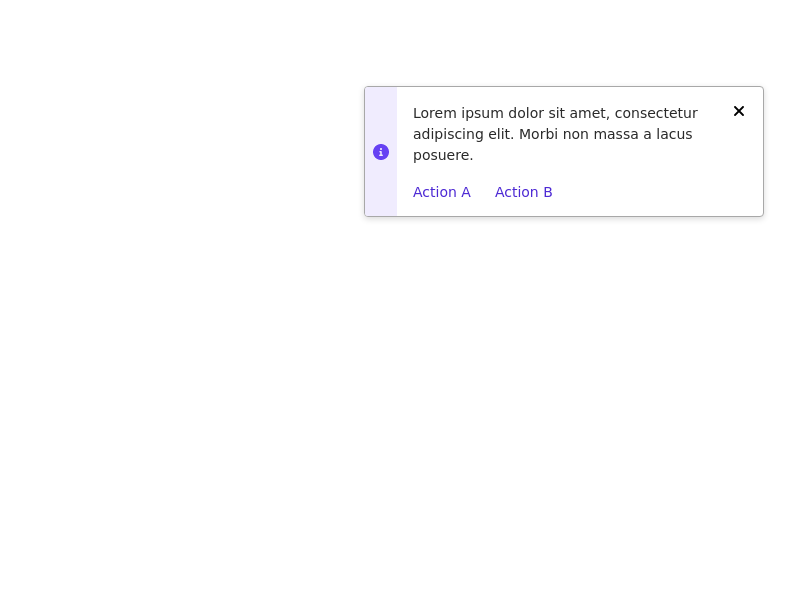 Lorem ipsum dolor sit amet, consectetur
adipiscing elit. Morbi non massa a lacus
posuere.
Action A Action B